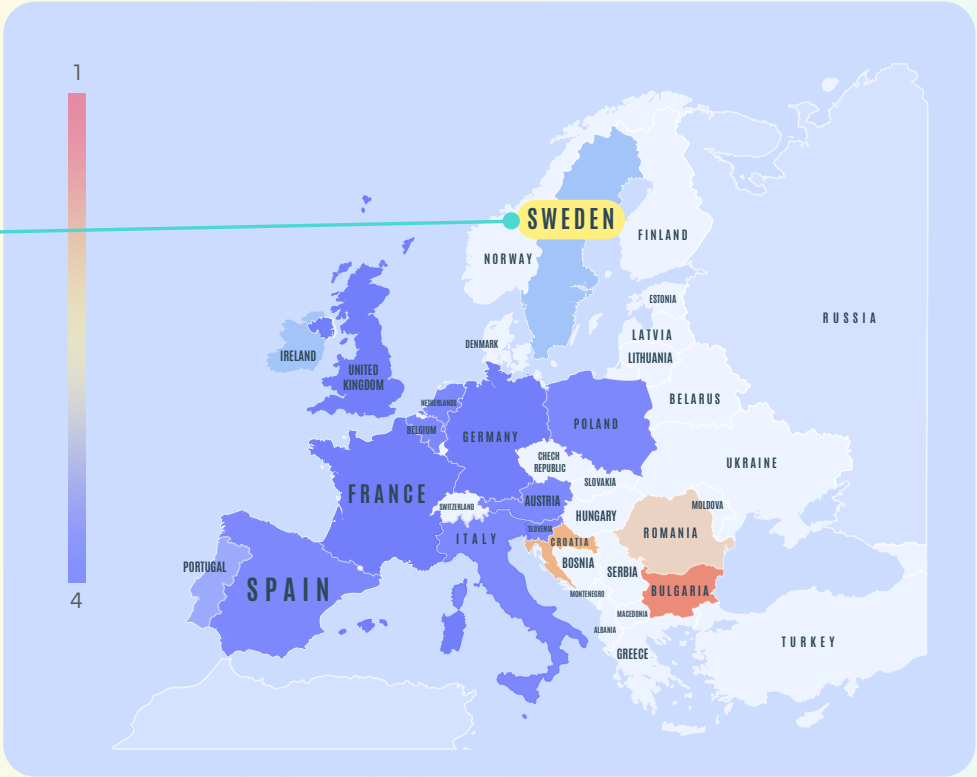 1
SWEDEN
FINLAND
NORWAY
ESTONIA
RUSSIA
LATVIA
DENMARK
LITHUANIA
IRELAND
UNITED
KINGDOM
NETHERLANDS
BELARUS
BELGIUM
GERMANY
POLAND
CHECH
REPUBLIC
UKRAINE
SLOVAKIA
FRANCE
AUSTRIA
SWITZERLAND
MOLDOVA
HUNGARY
SLOVENIA
ROMANIA
ITALY
CROATIA
BOSNIA
PORTUGAL
SERBIA
SPAIN
BULGARIA
MONTENEGRO
4
MACEDONIA
ALBANIA
TURKEY
GREECE